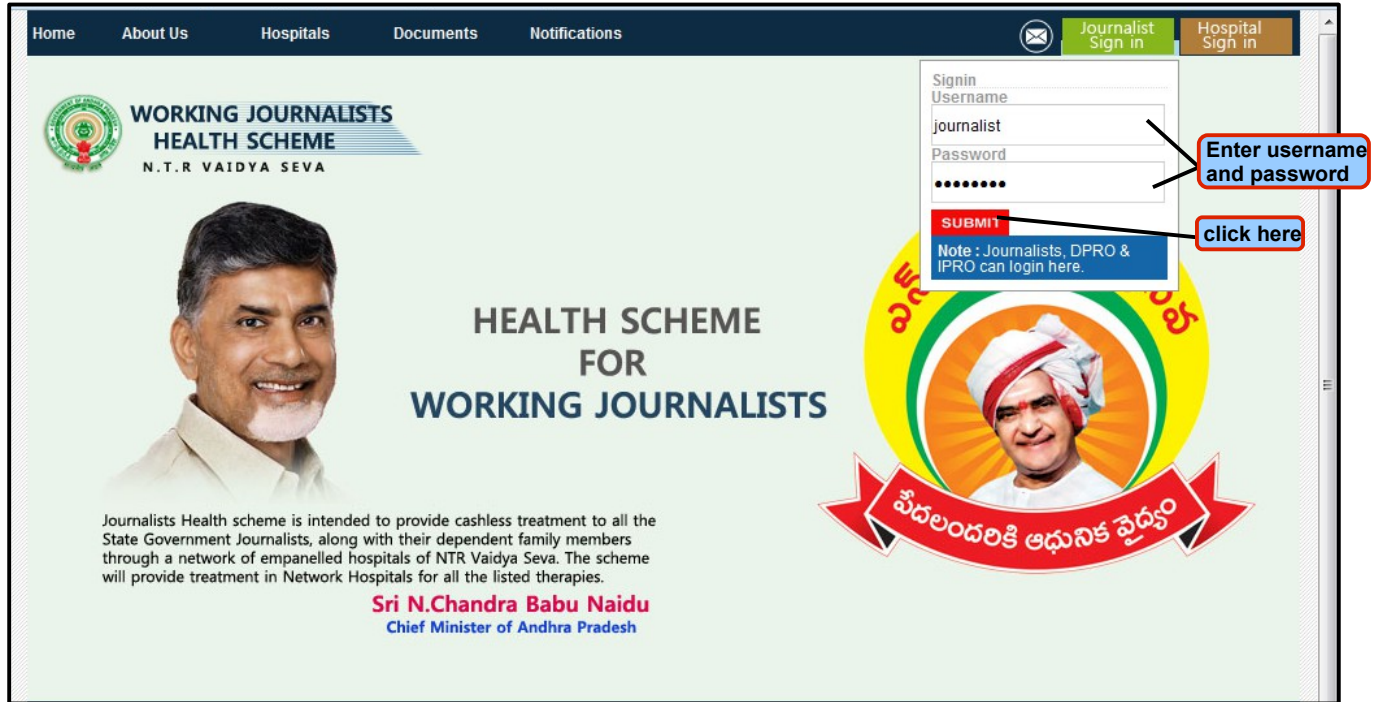 Home About Us Hospitals Documents Notifications
Journalist
Sign in
Hospital
Sign in
Signin
Username
journalist
Password
••••••••
SUBMIT
Note : Journalists, DPRO &
IPRO can login here.
Enter username
and password
click here
WORKING JOURNALISTS
HEALTH SCHEME
N.T.R VAIDYA SEVA
HEALTH SCHEME
FOR
WORKING JOURNALISTS
పేదలందరికి ఆధునిక వైద్యం
Journalists Health scheme is intended to provide cashless treatment to all the
State Government Journalists, along with their dependent family members
through a network of empanelled hospitals of NTR Vaidya Seva. The scheme
will provide treatment in Network Hospitals for all the listed therapies.
Sri N.Chandra Babu Naidu
Chief Minister of Andhra Pradesh